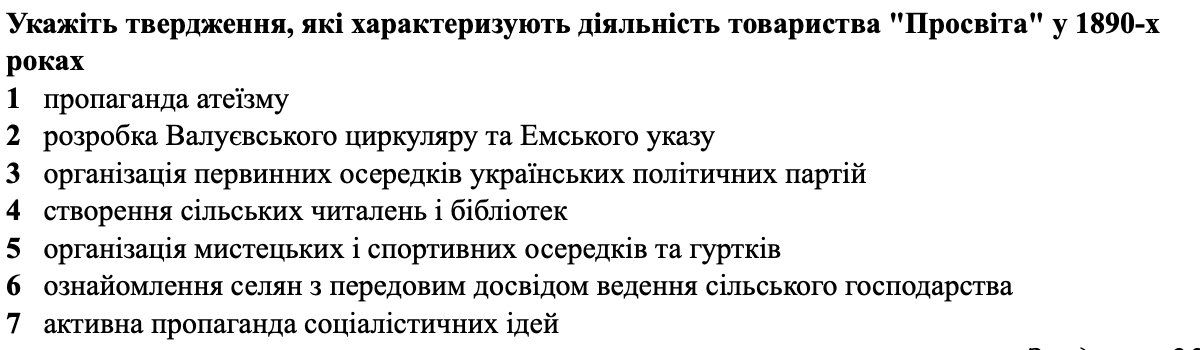 Укажіть твердження, які характеризують діяльність товариства "Просвіта" у 1890-х
роках
1 пропаганда атеїзму
2 розробка Валуєвського циркуляру та Емського указу
3 організація первинних осередків українських політичних партій
4 створення сільських читалень і бібліотек
5 організація мистецьких і спортивних осередків та гуртків
6 ознайомлення селян з передовим досвідом ведення сільського господарства
7 активна пропаганда соціалістичних ідей